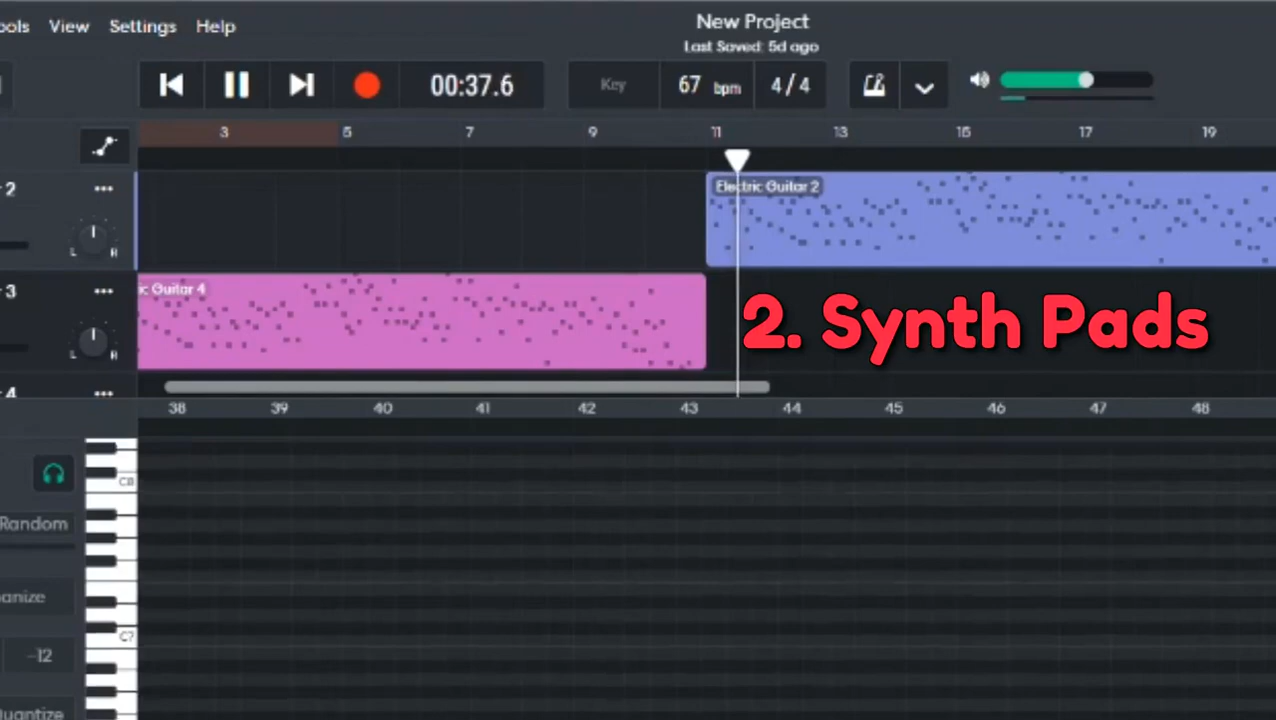 View Settings Help
New Project
Last Saved: 5d ago
00:37.6 Key 67 bpm 4/4
3 5 7 9 11 13 15 17 19
2 Electric Guitar 2
L R
3 ic Guitar 4
2. Synth Pads
L R
4
38 39 40 41 42 43 44 45 46 47 48
C8
Random
anize
C7
-12
uantize